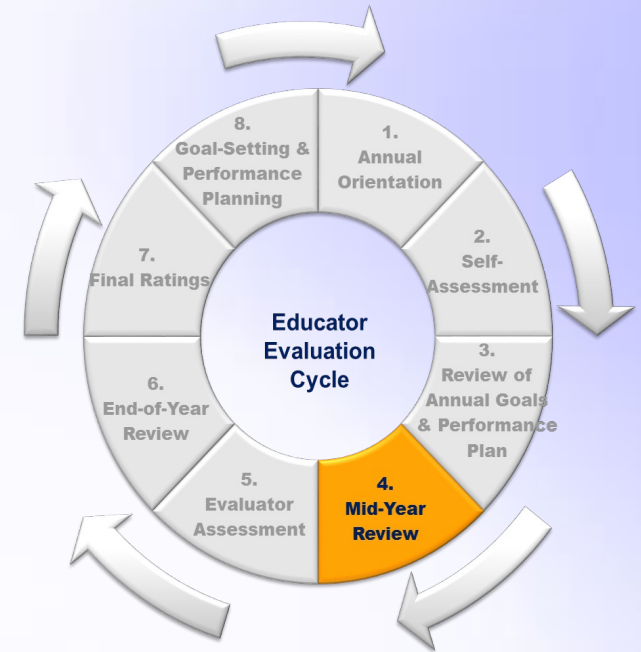 1.
Annual
Orientation
2.
Self-
Assessment
3.
Review of
Annual Goals
& Performance
Plan
4.
Mid-Year
Review
5.
Evaluator
Assessment
6.
End-of-Year
Review
7.
Final Ratings
8.
Goal-Setting &
Performance
Planning
Educator
Evaluation
Cycle